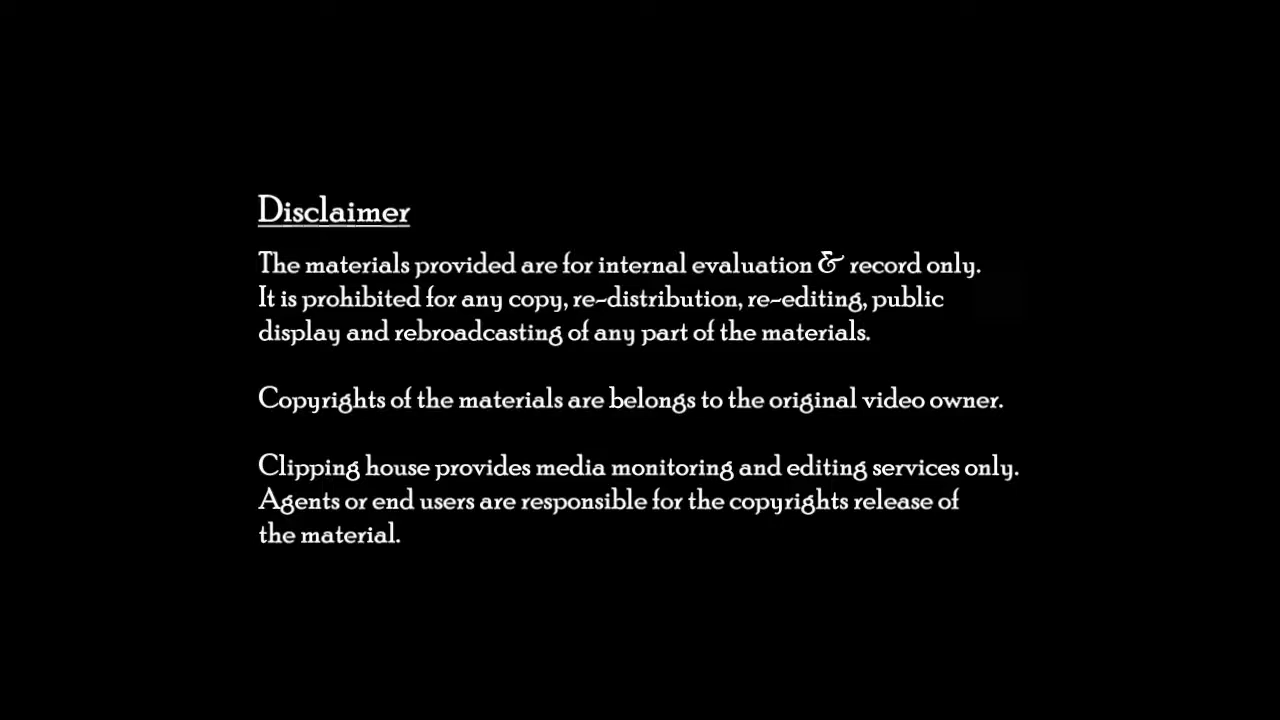 Disclaimer
The materials provided are for internal evaluation & record only.
It is prohibited for any copy, re-distribution, re-editing, public
display and rebroadcasting of any part of the materials.
Copyrights of the materials are belongs to the original video owner.
Clipping house provides media monitoring and editing services only.
Agents or end users are responsible for the copyrights release of
the material.